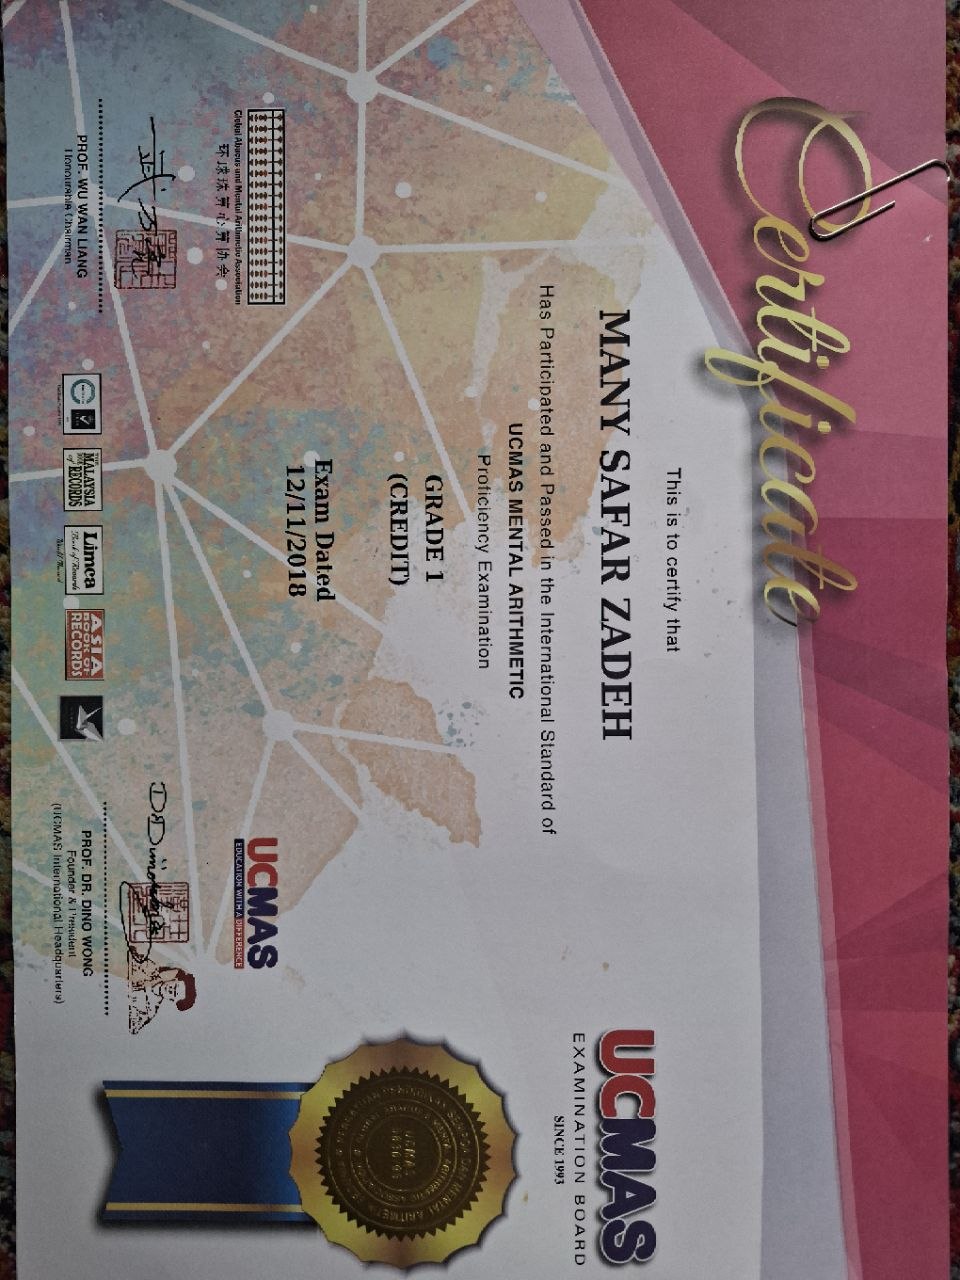 Certificate
This is to certify that
MANY SAFAR ZADEH
Has Participated and Passed in the International Standard of
UCMAS MENTAL ARITHMETIC
Proficiency Examination
GRADE 1
(CREDIT)
Exam Dated
12/11/2018
UCMAS
EXAMINATION BOARD
SINCE 1993
UCMAS
Global Abacus and Mental Arithmetic Association
环球珠算心算协会
UCMAS
EDUCATION WITH A DIFFERENCE
PROF. WU WAN LIANG
Honourable Chairman
THE
MALAYSIA
BOOK
of RECORDS
Limca
Book of Records
World Record
ASIA
BOOK OF
RECORDS
PROF. DR. DINO WONG
Founder & President
(UCMAS International Headquarters)